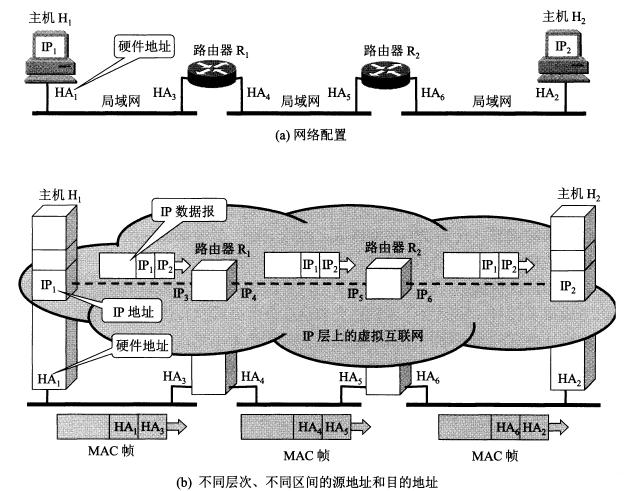 主机 H1 主机 H2
IP1 硬件地址 路由器 R1 路由器 R2 IP2
HA1 局域网 HA3 HA4 局域网 HA5 HA6 局域网 HA2
(a) 网络配置
主机 H1 主机 H2
IP 数据报
路由器 R1 路由器 R2
IP1 IP2 IP1 IP2 IP1 IP2
IP1 IP3 IP4 IP5 IP6 IP2
IP 地址
IP 层上的虚拟互联网
硬件地址
HA1 HA3 HA4 HA5 HA6 HA2
HA1 HA3 HA4 HA5 HA6 HA2
MAC 帧 MAC 帧 MAC 帧
(b) 不同层次、不同区间的源地址和目的地址